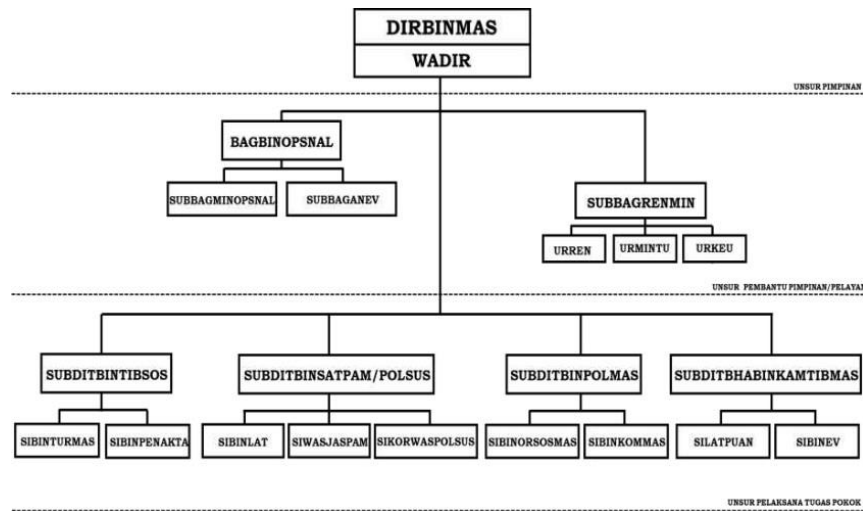 DIRBINMAS
WADIR
UNSUR PIMPINAN
BAGBINOPSNAL
SUBBAGMINOPSNAL
SUBBAGANEV
SUBBAGRENMIN
URREN
URMINTU
URKEU
UNSUR PEMBANTU PIMPINAN/PELAYAN
SUBDITBINTIBSOS
SUBDITBINSATPAM/POLSUS
SUBDITBINPOLMAS
SUBDITBHABINKAMTIBMAS
SIBINTURMAS
SIBINPENAKTA
SIBINLAT
SIWASJASPAM
SIKORWASPOLSUS
SIBINORSOSMAS
SIBINKOMMAS
SILATPUAN
SIBINEV
UNSUR PELAKSANA TUGAS POKOK